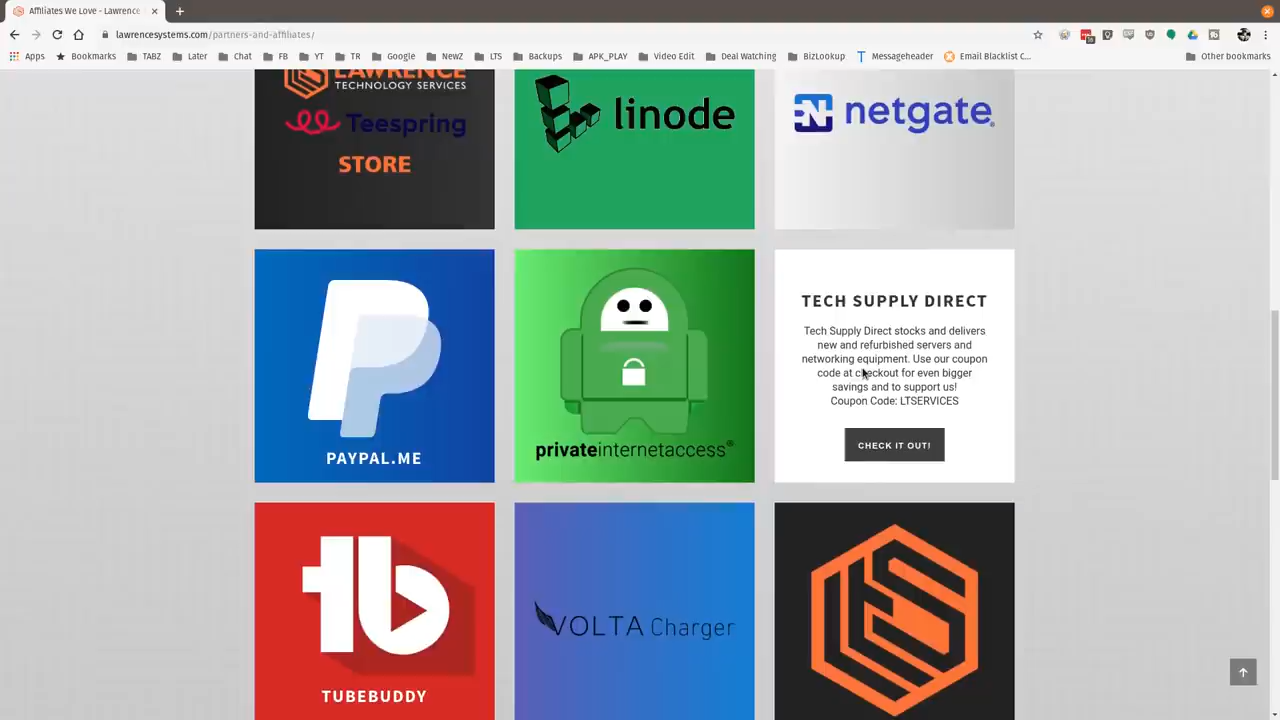 Affiliates We Love - Lawrence
lawrencesystems.com/partners-and-affiliates/
Apps Bookmarks TABZ Later Chat FB YT TR Google NewZ LTS Backups APK_PLAY Video Edit Deal Watching BizLookup Messageheader Email Blacklist C... Other bookmarks
LAWRENCE
TECHNOLOGY SERVICES
Teespring
STORE
linode
netgate
PAYPAL.ME
privateinternetaccess®
TECH SUPPLY DIRECT
Tech Supply Direct stocks and delivers
new and refurbished servers and
networking equipment. Use our coupon
code at checkout for even bigger
savings and to support us!
Coupon Code: LTSERVICES
CHECK IT OUT!
tb
TUBEBUDDY
VOLTA Charger